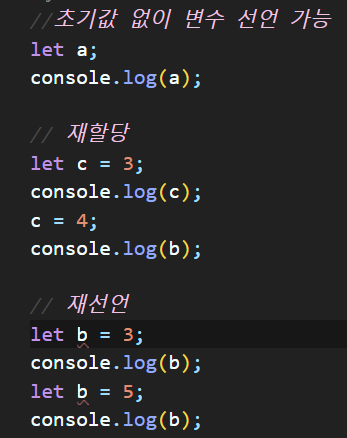 //초기값 없이 변수 선언 가능
let a;
console.log(a);
// 재할당
let c = 3;
console.log(c);
c = 4;
console.log(b);
// 재선언
let b = 3;
console.log(b);
let b = 5;
console.log(b);